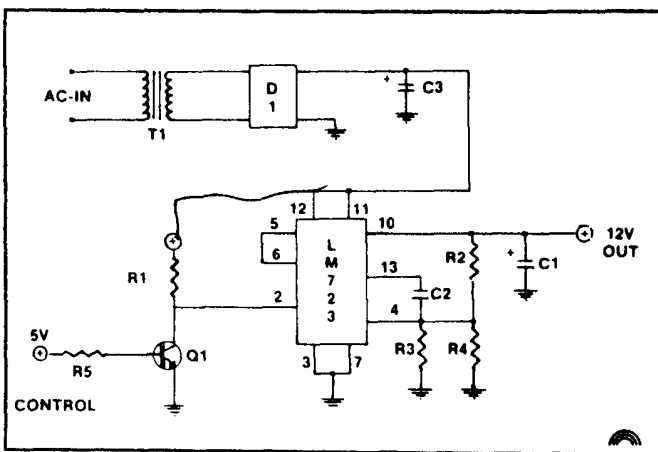 D
1
AC-IN
T1
+
C3
12
11
5
10
6
L
M
7
2
3
13
2
4
3
7
+
R1
R2
+
C1
+
12V
OUT
C2
R3
R4
5V
+
R5
Q1
CONTROL